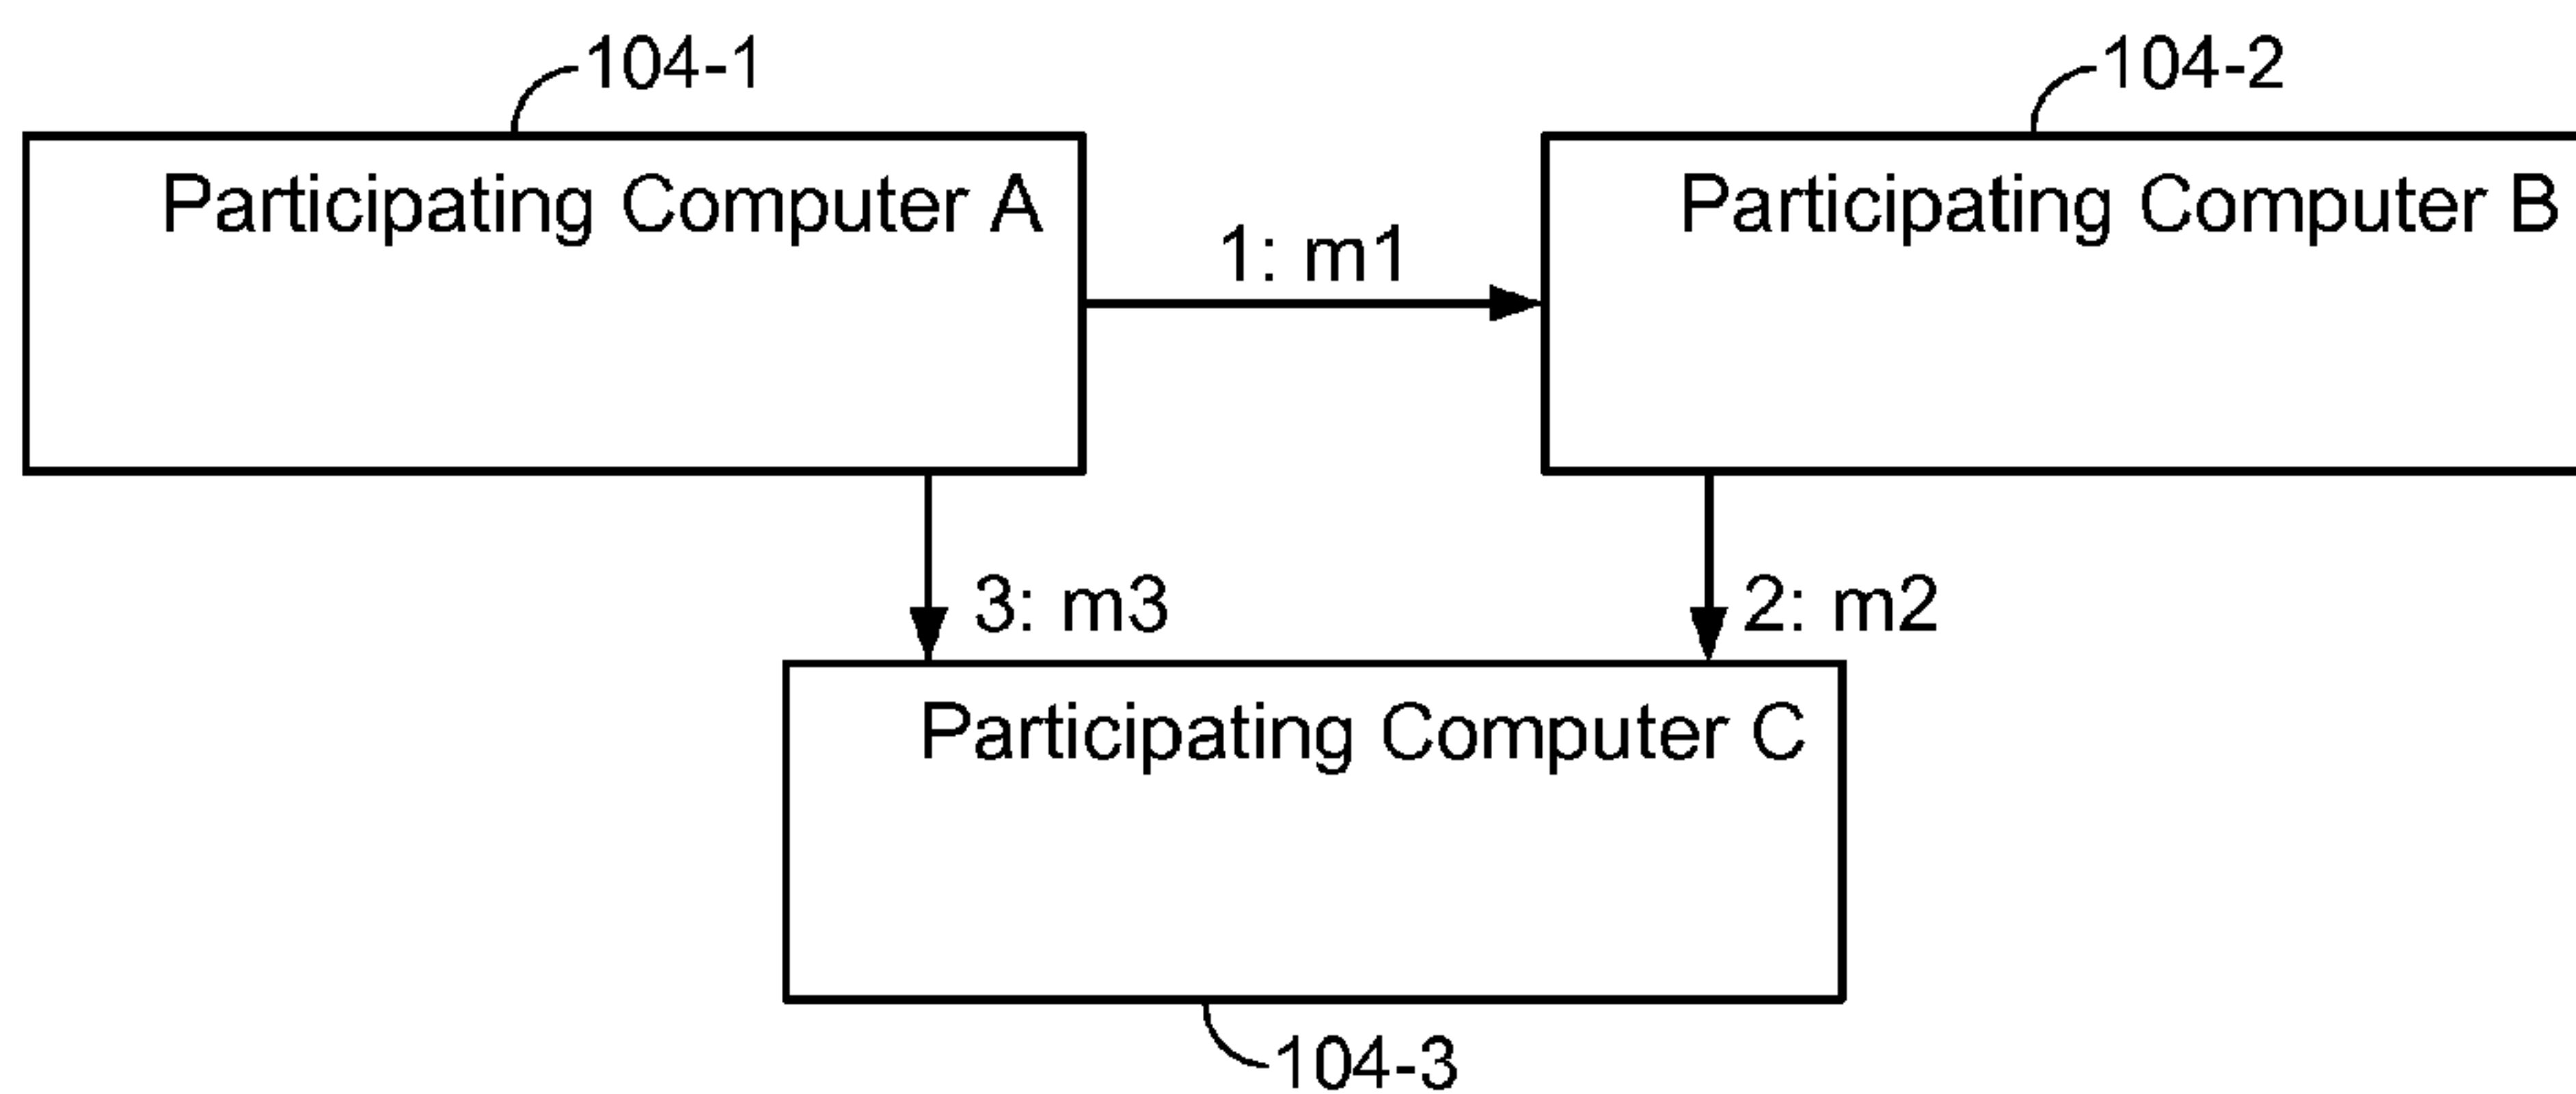 104-1
104-2
Participating Computer A
Participating Computer B
1: m1
3: m3
2: m2
Participating Computer C
104-3